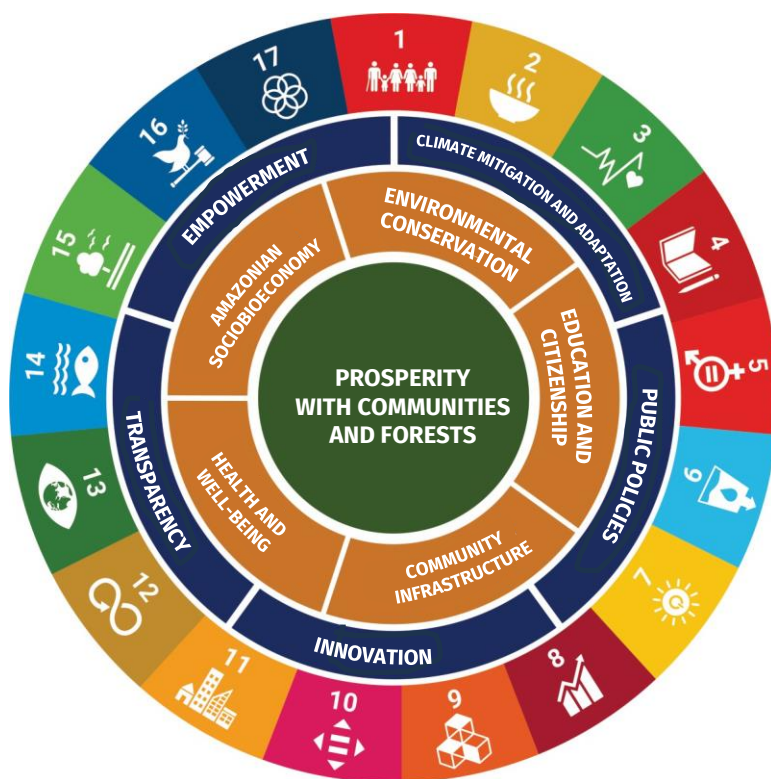 PROSPERITY
WITH COMMUNITIES
AND FORESTS
ENVIRONMENTAL
CONSERVATION
EDUCATION AND
CITIZENSHIP
COMMUNITY
INFRASTRUCTURE
HEALTH AND
WELL-BEING
AMAZONIAN
SOCIOBIOECONOMY
CLIMATE MITIGATION AND ADAPTATION
PUBLIC POLICIES
INNOVATION
TRANSPARENCY
EMPOWERMENT
1
2
3
4
5
6
7
8
9
10
11
12
13
14
15
16
17